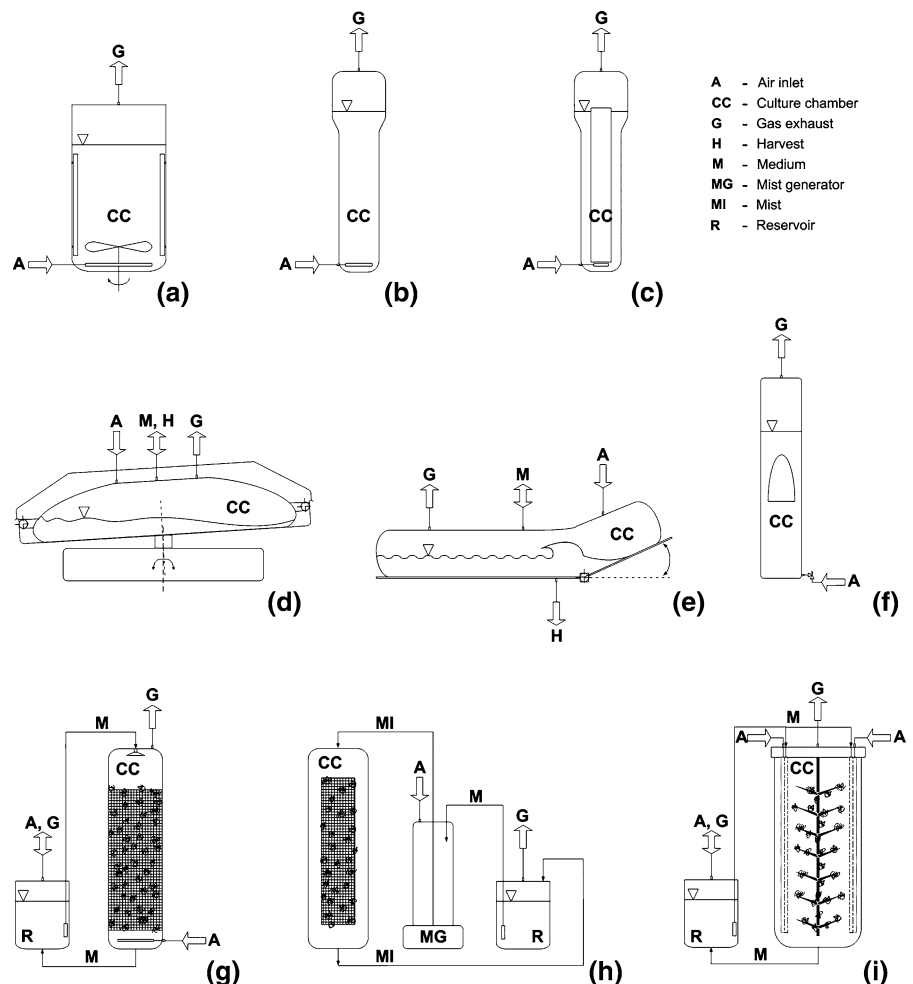 G
CC
A
(a)
G
CC
A
(b)
G
CC
A
(c)
A - Air inlet
CC - Culture chamber
G - Gas exhaust
H - Harvest
M - Medium
MG - Mist generator
MI - Mist
R - Reservoir
A M, H G
CC
(d)
G M A
CC
H
(e)
G
CC
A
(f)
G
M
CC
A, G
R
A
M
(g)
MI
CC
A
M
G
MG
R
MI
(h)
G
M
A A
CC
A, G
R
M
(i)